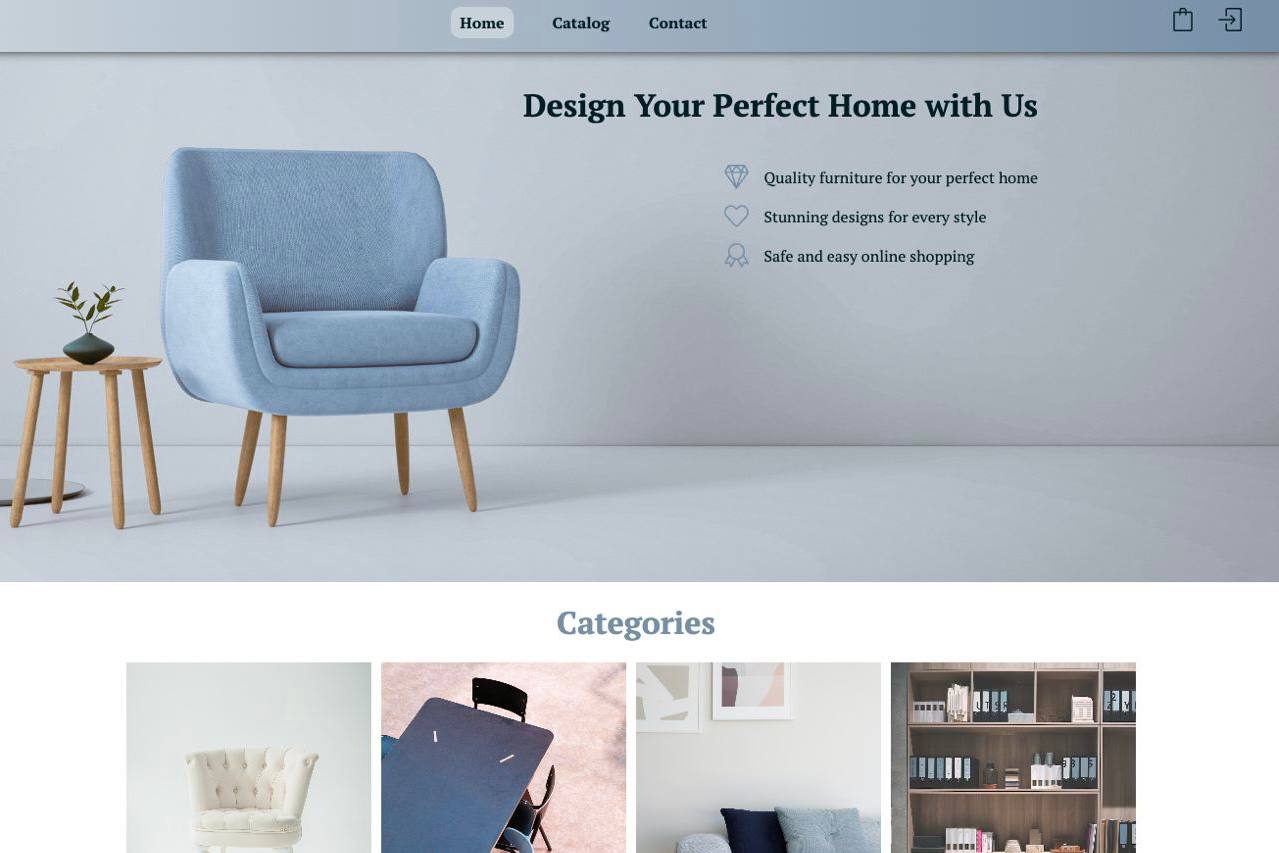 Home
Catalog
Contact
Design Your Perfect Home with Us
Quality furniture for your perfect home
Stunning designs for every style
Safe and easy online shopping
Categories